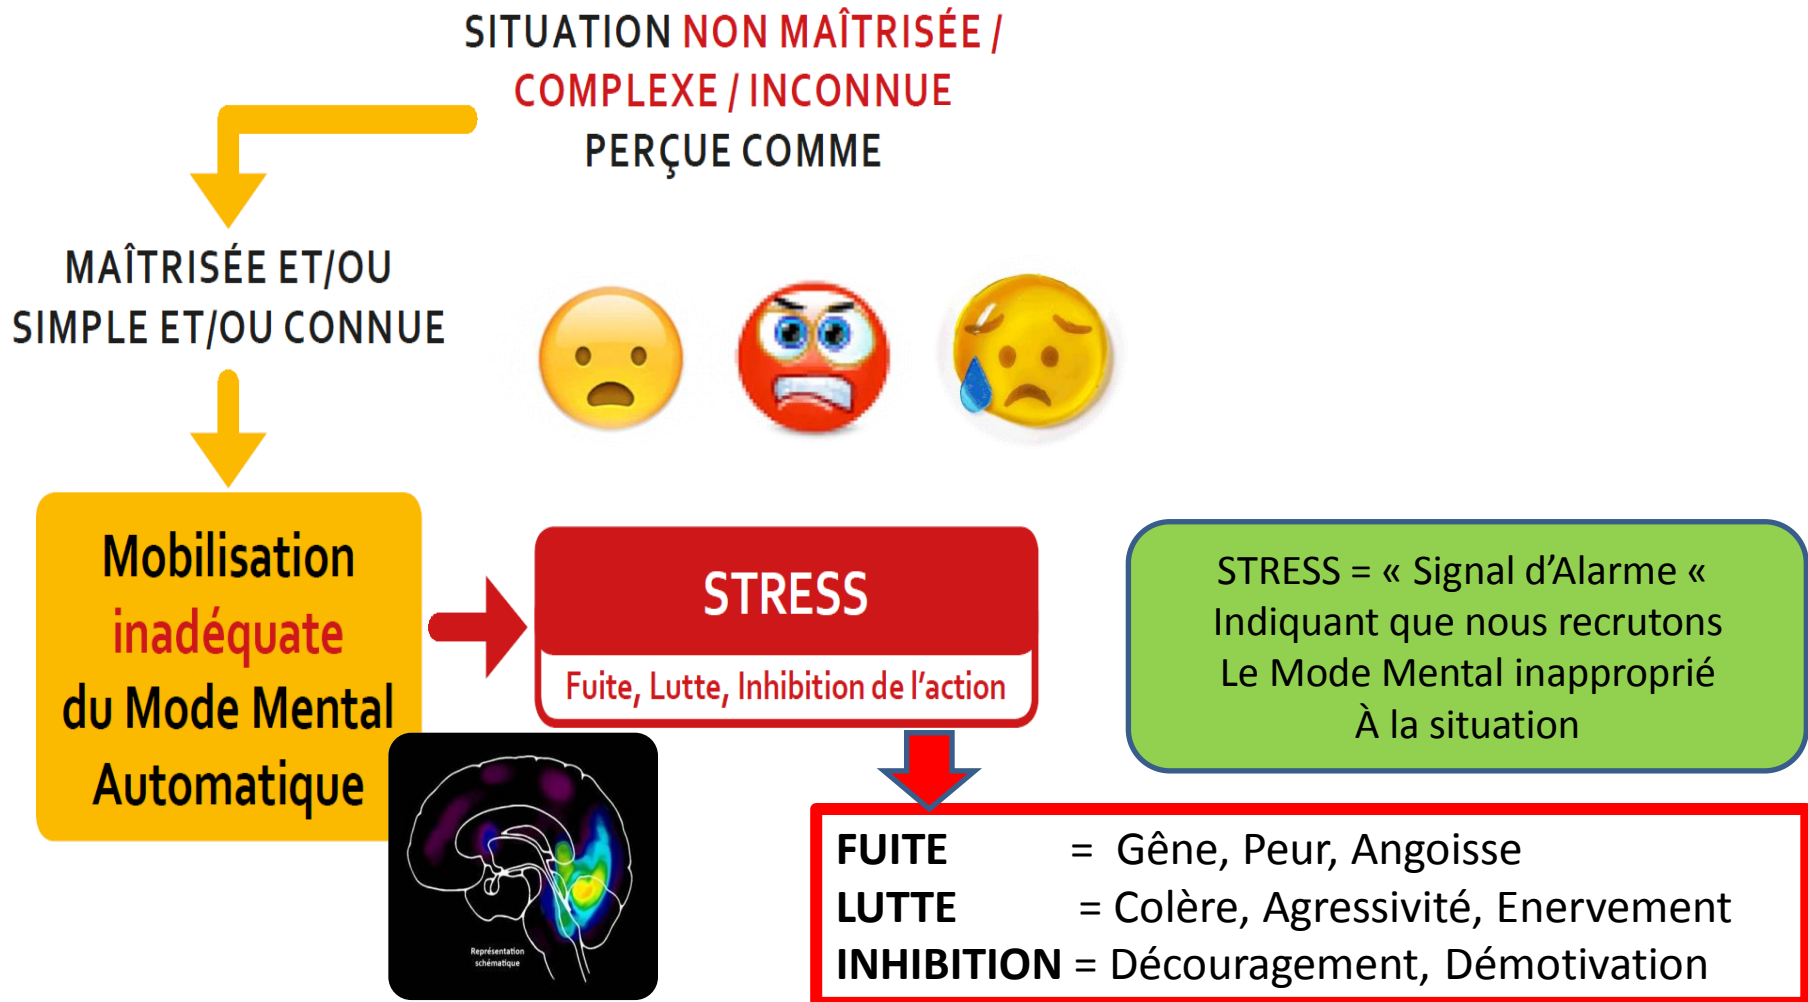 SITUATION NON MAÎTRISÉE /
COMPLEXE / INCONNUE
PERÇUE COMME
MAÎTRISÉE ET/OU
SIMPLE ET/OU CONNUE
Mobilisation
inadéquate
du Mode Mental
Automatique
STRESS
Fuite, Lutte, Inhibition de l'action
STRESS = « Signal d’Alarme «
Indiquant que nous recrutons
Le Mode Mental inapproprié
À la situation
Représentation
schématique
FUITE = Gêne, Peur, Angoisse
LUTTE = Colère, Agressivité, Enervement
INHIBITION = Découragement, Démotivation